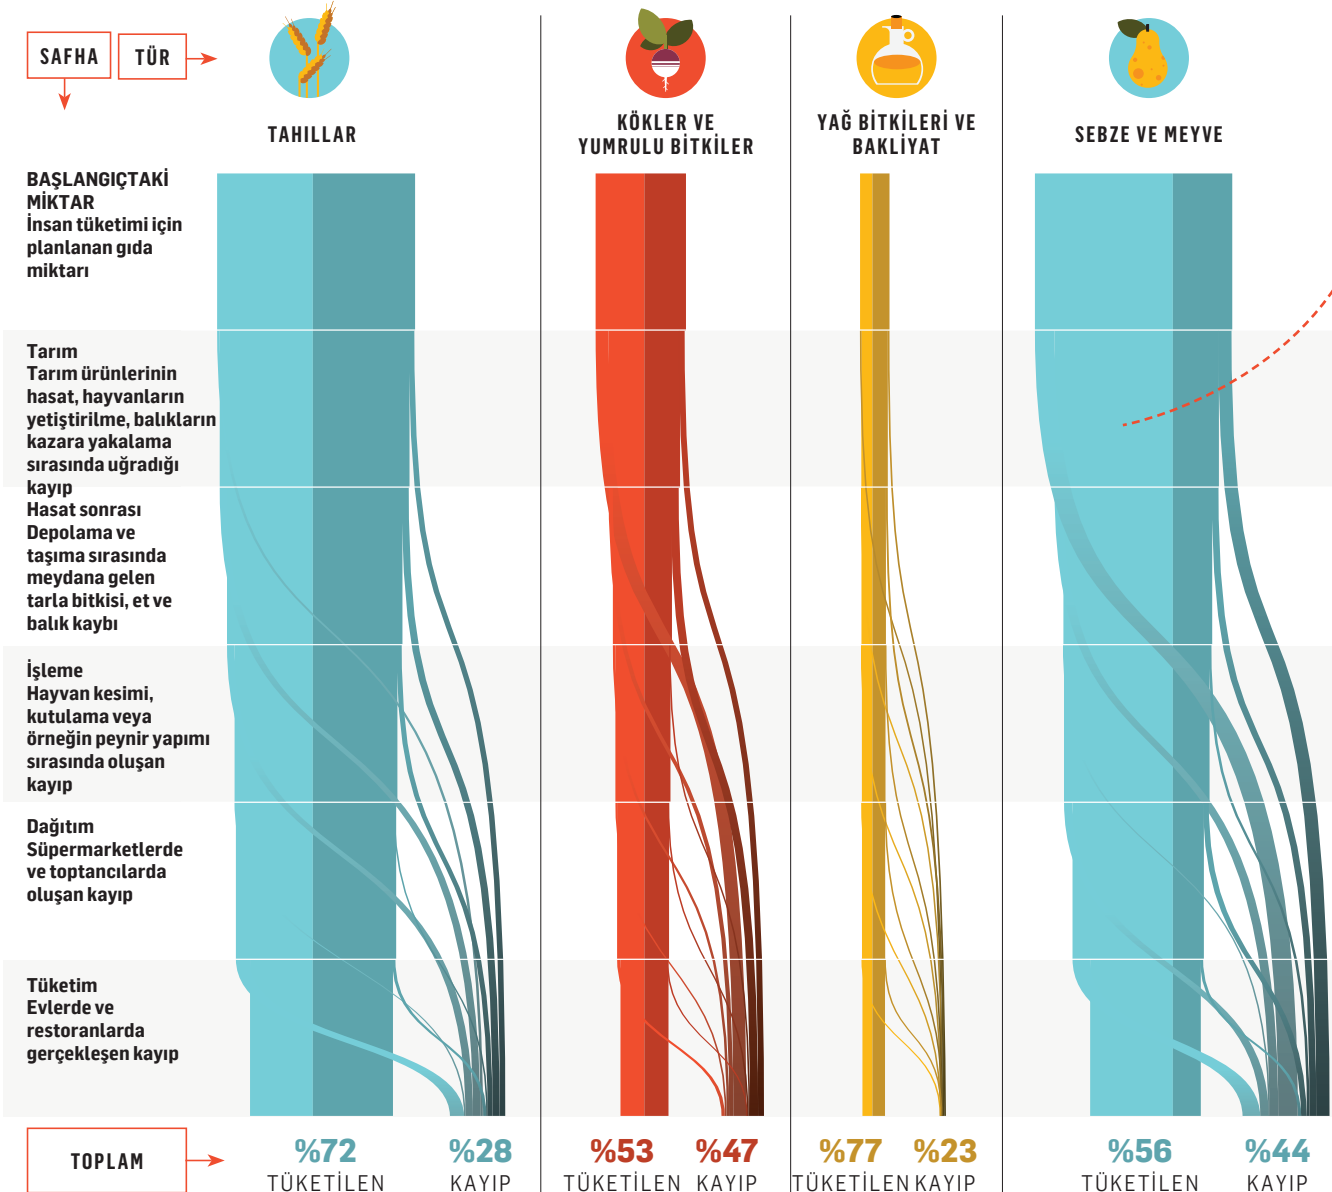 SAFHA
TÜR
TAHILLAR
KÖKLER VE
YUMRULU BİTKİLER
YAĞ BİTKİLERİ VE
BAKLİYAT
SEBZE VE MEYVE
BAŞLANGIÇTAKİ
MİKTAR
İnsan tüketimi için
planlanan gıda
miktarı
Tarım
Tarım ürünlerinin
hasat, hayvanların
yetiştirilme, balıkların
kazara yakalama
sırasında uğradığı
kayıp
Hasat sonrası
Depolama ve
taşıma sırasında
meydana gelen
tarla bitkisi, et ve
balık kaybı
İşleme
Hayvan kesimi,
kutulama veya
örneğin peynir yapımı
sırasında oluşan
kayıp
Dağıtım
Süpermarketlerde
ve toptancılarda
oluşan kayıp
Tüketim
Evlerde ve
restoranlarda
gerçekleşen kayıp
TOPLAM
%72
TÜKETİLEN
%28
KAYIP
%53
TÜKETİLEN
%47
KAYIP
%77
TÜKETİLEN
%23
KAYIP
%56
TÜKETİLEN
%44
KAYIP